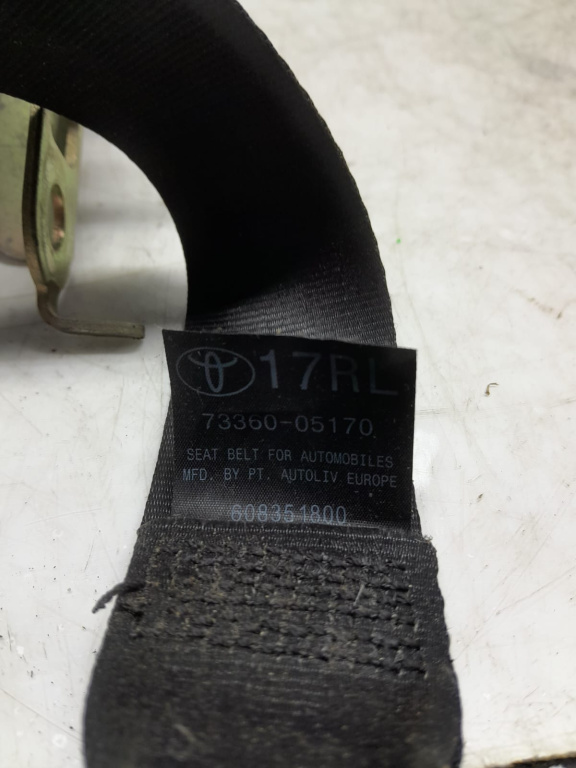 17RL
73360-05170
SEAT BELT FOR AUTOMOBILES
MFD. BY PT. AUTOLIV EUROPE
608351800